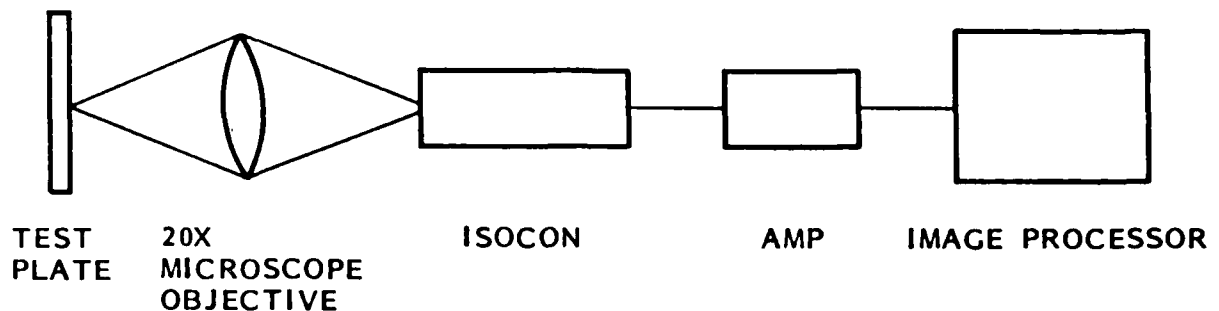 TEST
PLATE
20X
MICROSCOPE
OBJECTIVE
ISOCON
AMP
IMAGE PROCESSOR